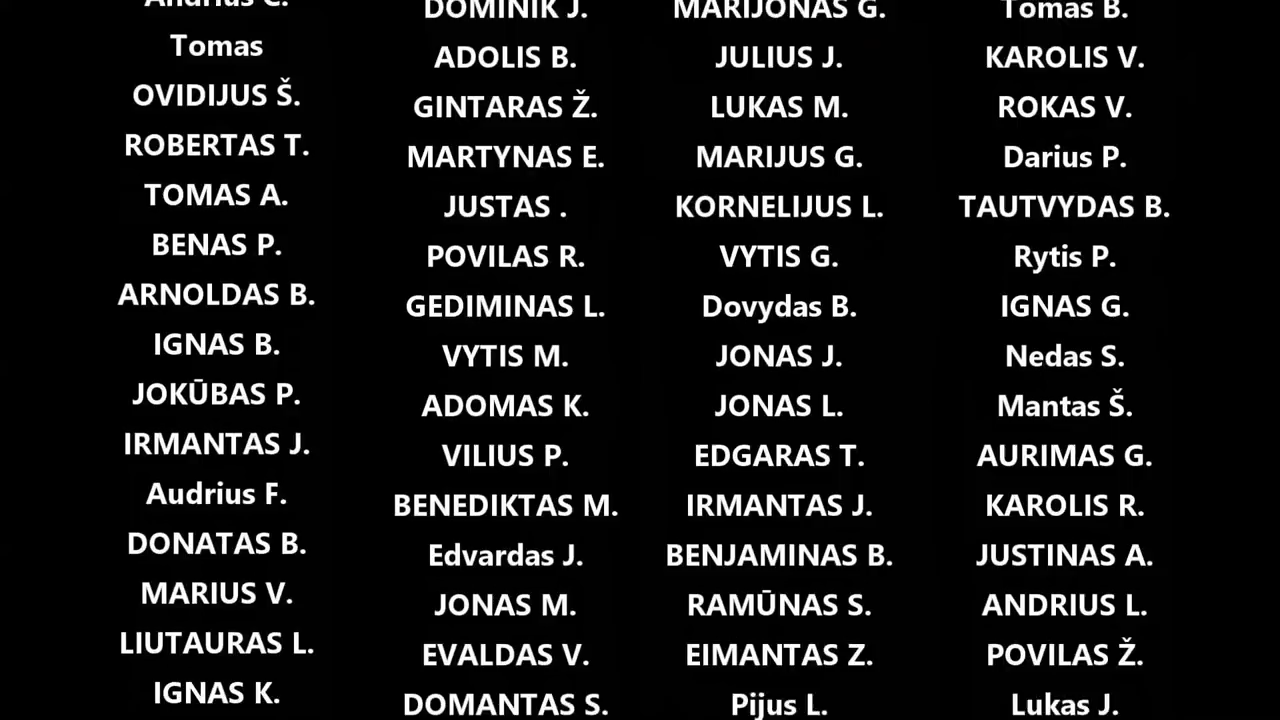 Andrius C.
Tomas
OVIDIJUS Š.
ROBERTAS T.
TOMAS A.
BENAS P.
ARNOLDAS B.
IGNAS B.
JOKŪBAS P.
IRMANTAS J.
Audrius F.
DONATAS B.
MARIUS V.
LIUTAURAS L.
IGNAS K.
DOMINIK J.
ADOLIS B.
GINTARAS Ž.
MARTYNAS E.
JUSTAS .
POVILAS R.
GEDIMINAS L.
VYTIS M.
ADOMAS K.
VILIUS P.
BENEDIKTAS M.
Edvardas J.
JONAS M.
EVALDAS V.
DOMANTAS S.
MARIJONAS G.
JULIUS J.
LUKAS M.
MARIJUS G.
KORNELIJUS L.
VYTIS G.
Dovydas B.
JONAS J.
JONAS L.
EDGARAS T.
IRMANTAS J.
BENJAMINAS B.
RAMŪNAS S.
EIMANTAS Z.
Pijus L.
Tomas B.
KAROLIS V.
ROKAS V.
Darius P.
TAUTVYDAS B.
Rytis P.
IGNAS G.
Nedas S.
Mantas Š.
AURIMAS G.
KAROLIS R.
JUSTINAS A.
ANDRIUS L.
POVILAS Ž.
Lukas J.